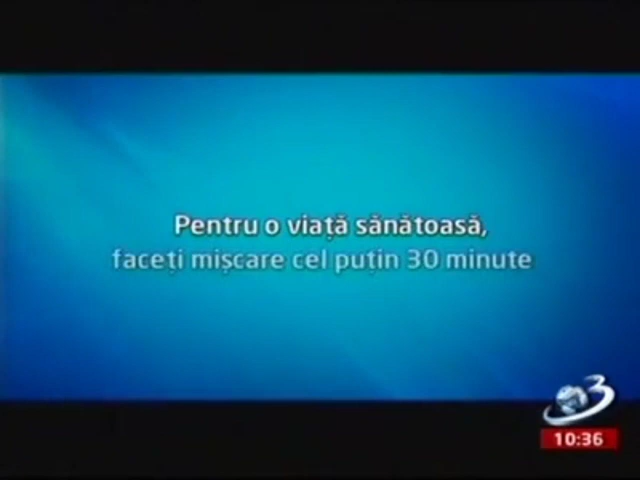 Pentru o viață sănătoasă,
faceți mișcare cel puțin 30 minute
3
10:36